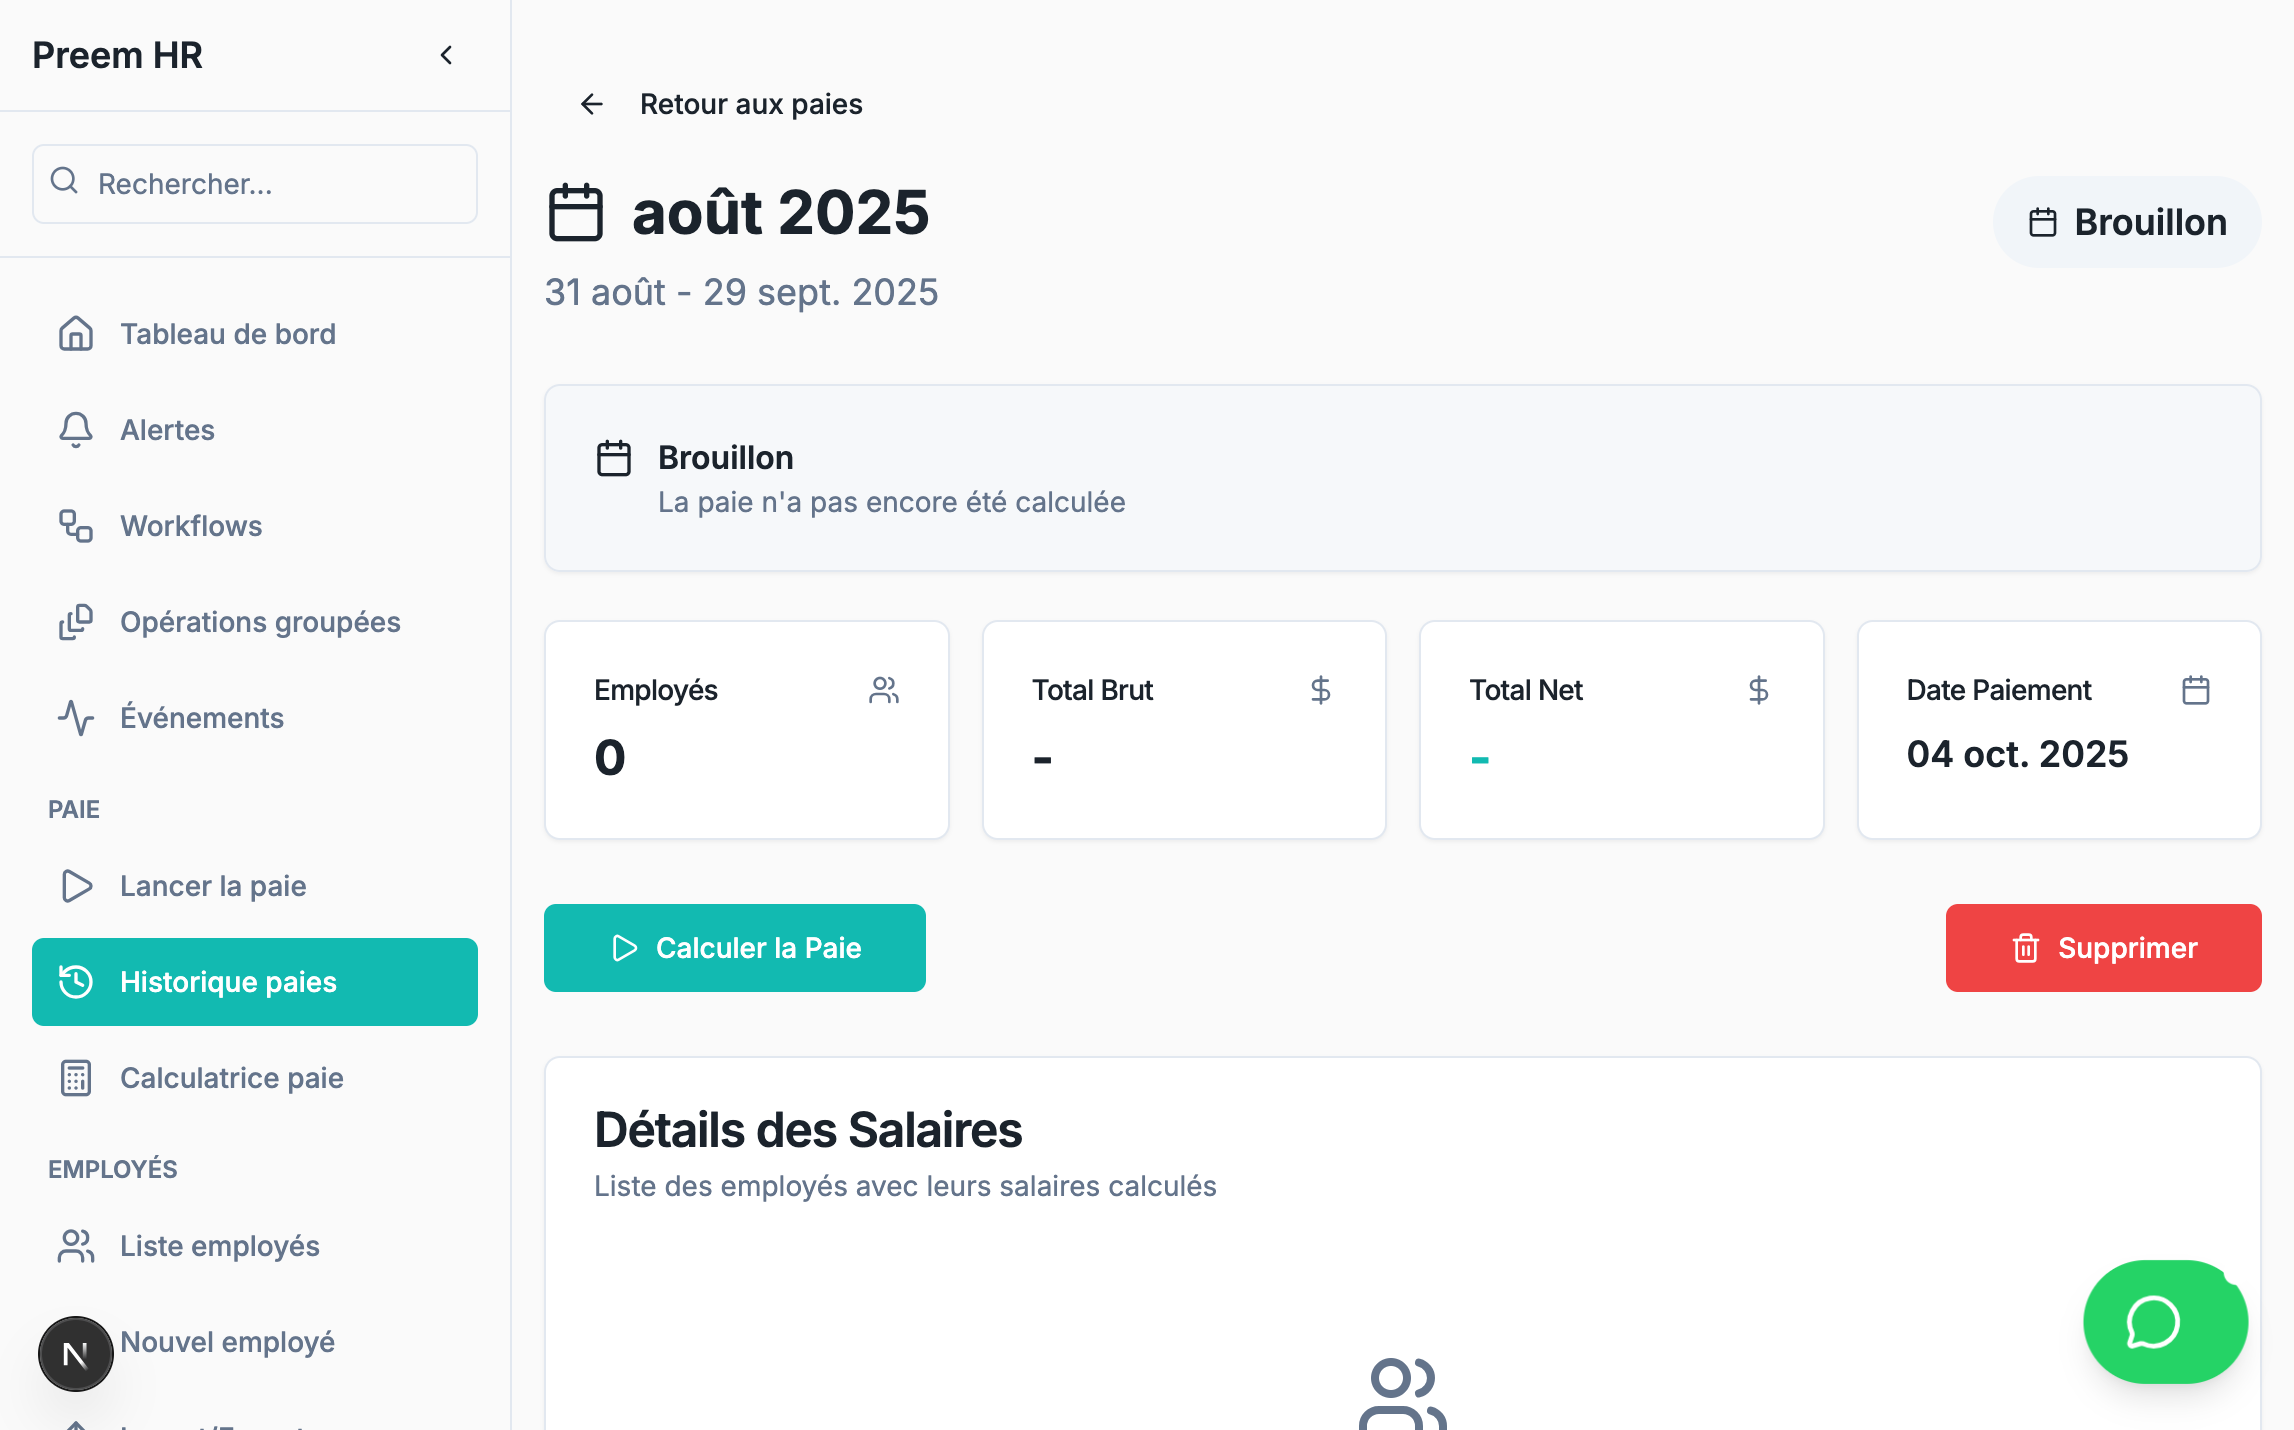 Preem HR
Rechercher...
Tableau de bord
Alertes
Workflows
Opérations groupées
Événements
PAIE
Lancer la paie
Historique paies
Calculatrice paie
EMPLOYÉS
Liste employés
N
Nouvel employé
Retour aux paies
août 2025
Brouillon
31 août - 29 sept. 2025
Brouillon
La paie n'a pas encore été calculée
Employés
0
Total Brut
-
Total Net
-
Date Paiement
04 oct. 2025
Calculer la Paie
Supprimer
Détails des Salaires
Liste des employés avec leurs salaires calculés